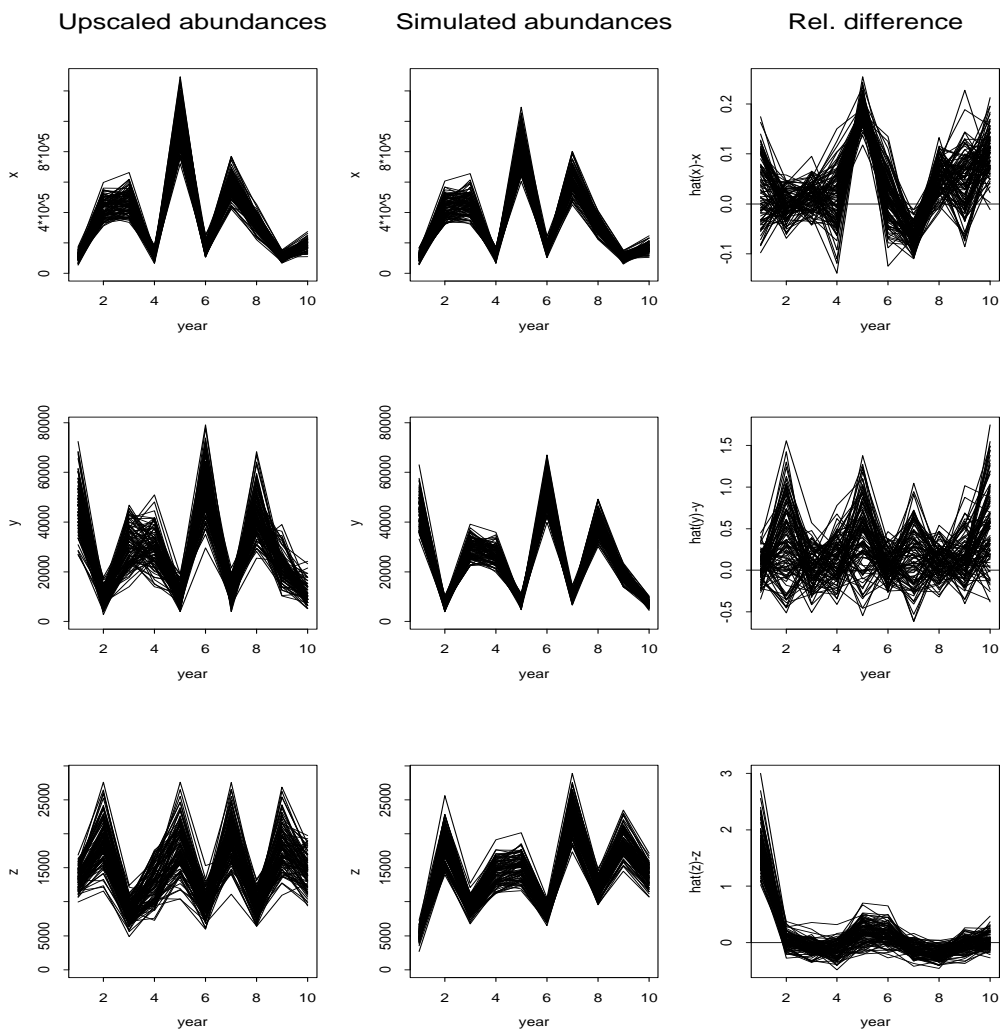 Upscaled abundances Simulated abundances Rel. difference
x
0 4*10^5 8*10^5
2 4 6 8 10
year
x
0 4*10^5 8*10^5
2 4 6 8 10
year
hat(x)-x
-0.1 0.0 0.1 0.2
2 4 6 8 10
year
y
0 20000 40000 60000 80000
2 4 6 8 10
year
y
0 20000 40000 60000 80000
2 4 6 8 10
year
hat(y)-y
-0.5 0.0 0.5 1.0 1.5
2 4 6 8 10
year
z
0 5000 15000 25000
2 4 6 8 10
year
z
0 5000 15000 25000
2 4 6 8 10
year
hat(z)-z
0 1 2 3
2 4 6 8 10
year